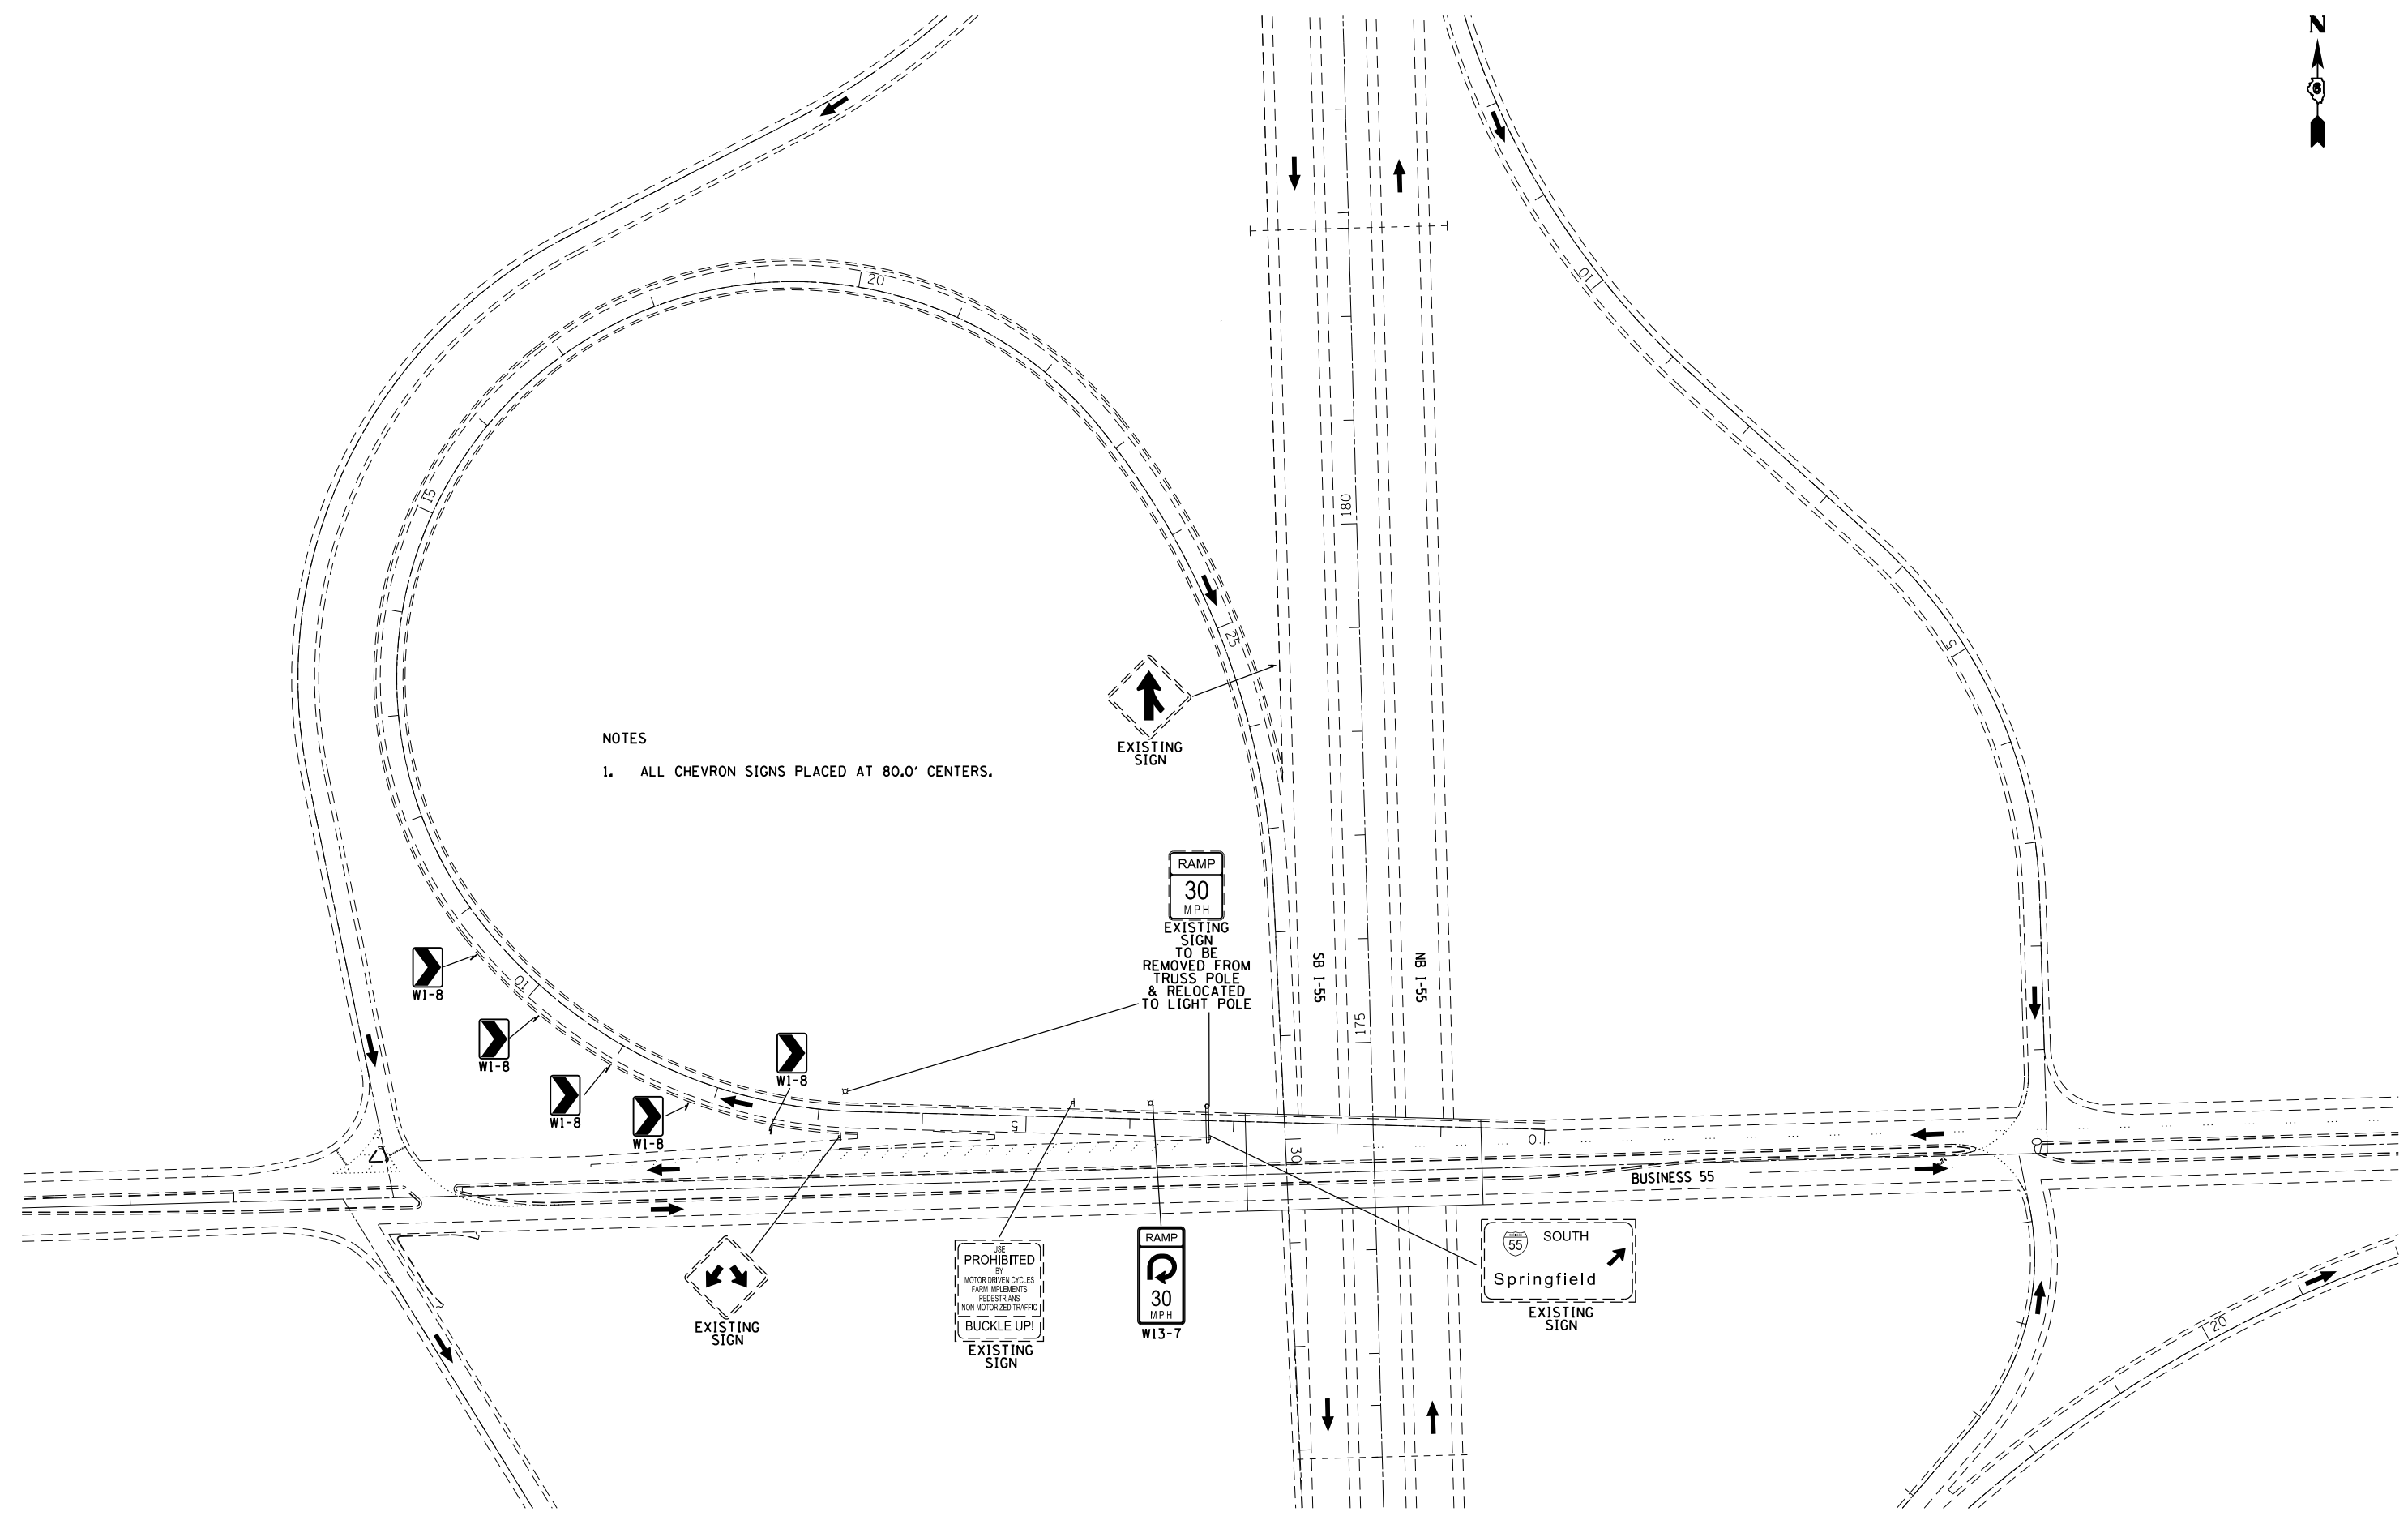 N
6
20
10
15
180
5
25
EXISTING
SIGN
NOTES
1. ALL CHEVRON SIGNS PLACED AT 80.0' CENTERS.
RAMP
30
MPH
EXISTING
SIGN
TO BE
REMOVED FROM
TRUSS POLE
& RELOCATED
TO LIGHT POLE
SB I-55
NB I-55
175
W1-8
10
W1-8
W1-8
W1-8
W1-8
5
0
30
BUSINESS 55
EXISTING
SIGN
USE
PROHIBITED
BY
MOTOR DRIVEN CYCLES
FARM IMPLEMENTS
PEDESTRIANS
NON-MOTORIZED TRAFFIC
BUCKLE UP!
EXISTING
SIGN
RAMP
30
MPH
W13-7
55
SOUTH
Springfield
EXISTING
SIGN
20